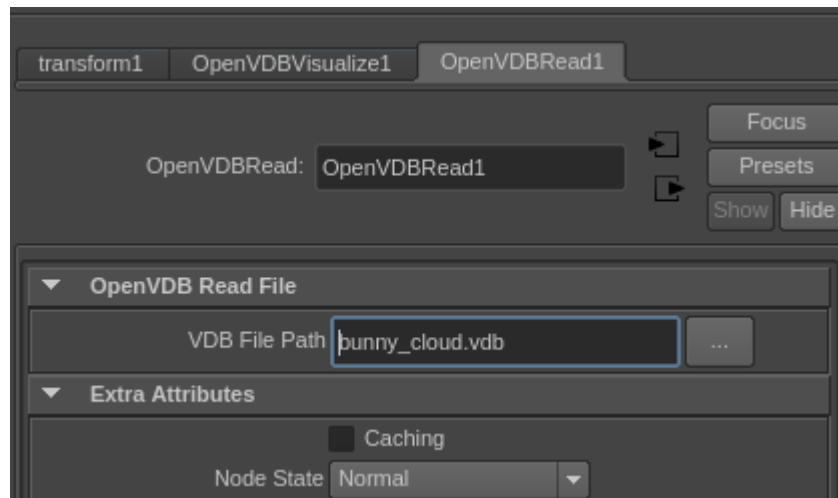 transform1 OpenVDBVisualize1 OpenVDBRead1
Focus
OpenVDBRead: OpenVDBRead1
Presets
Show Hide
OpenVDB Read File
VDB File Path bunny_cloud.vdb ...
Extra Attributes
Caching
Node State Normal